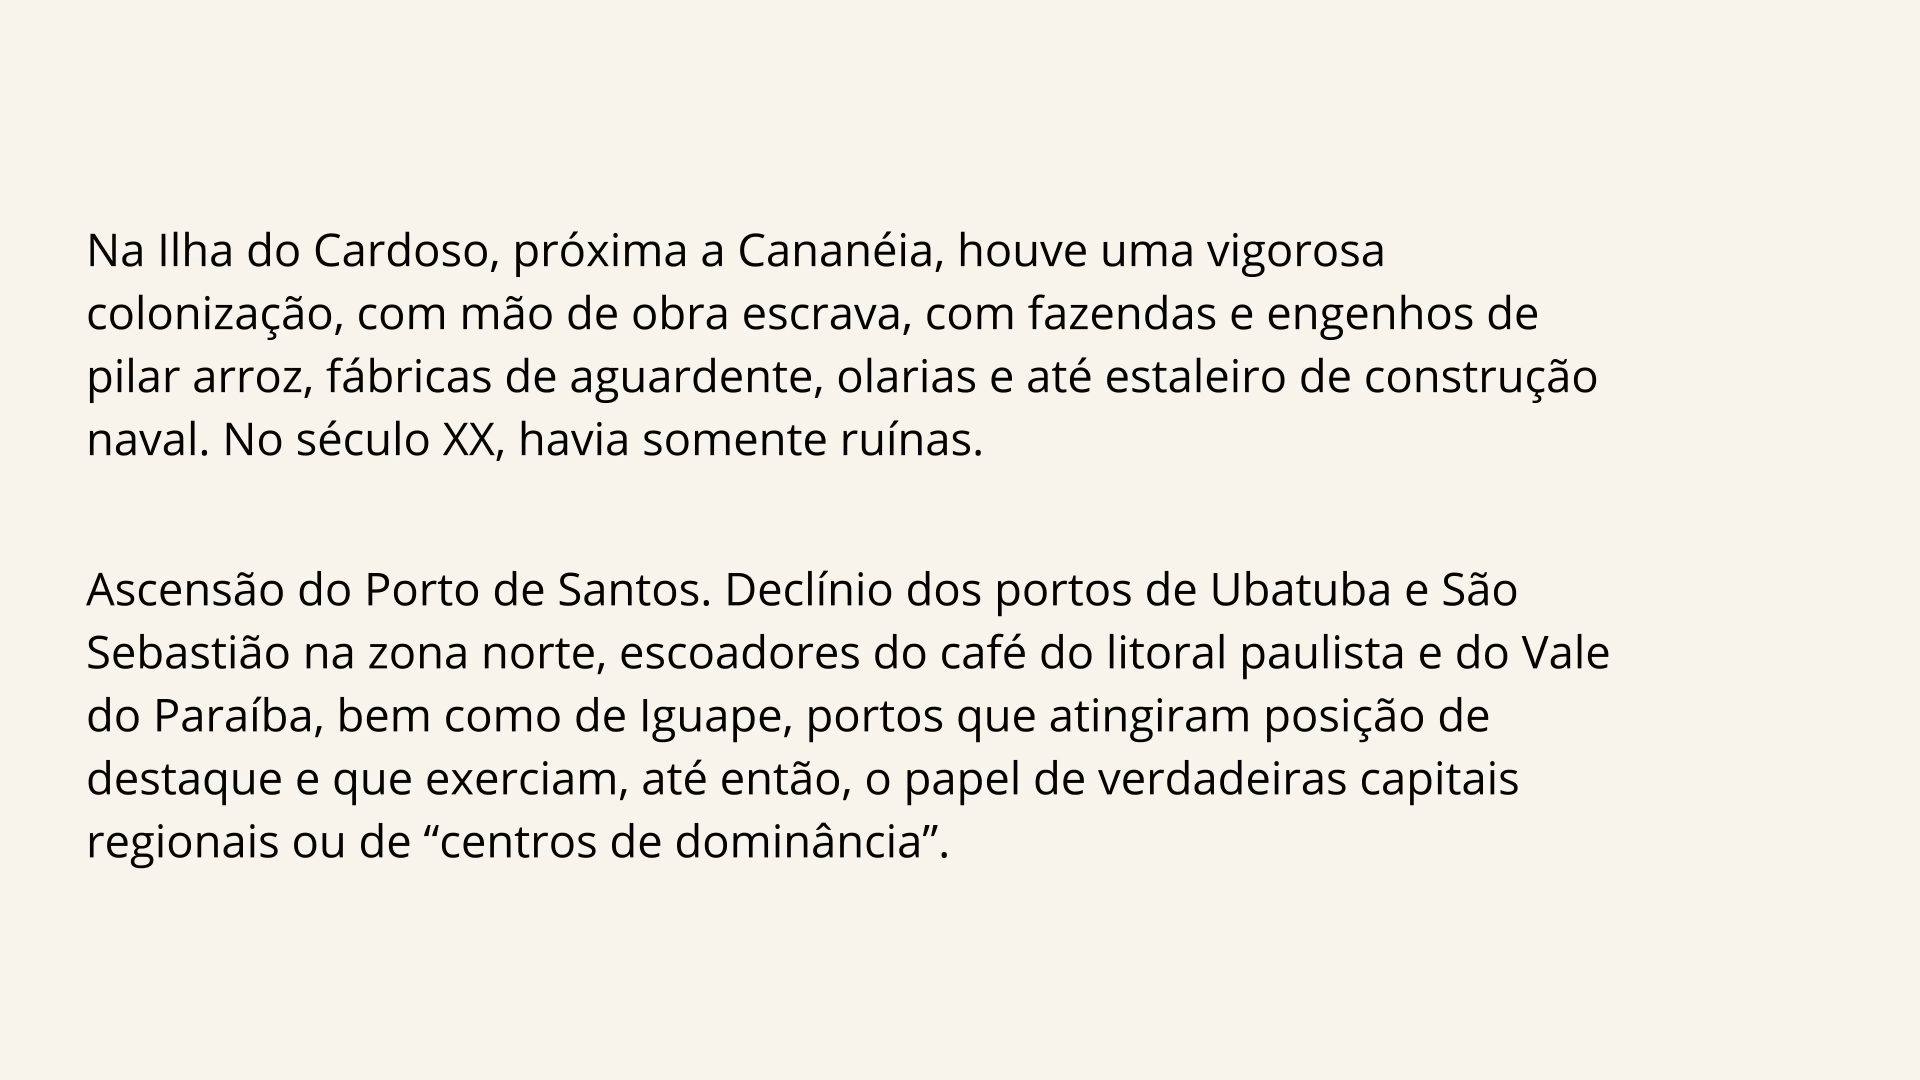 Na Ilha do Cardoso, próxima a Cananéia, houve uma vigorosa
colonização, com mão de obra escrava, com fazendas e engenhos de
pilar arroz, fábricas de aguardente, olarias e até estaleiro de construção
naval. No século XX, havia somente ruínas.
Ascensão do Porto de Santos. Declínio dos portos de Ubatuba e São
Sebastião na zona norte, escoadores do café do litoral paulista e do Vale
do Paraíba, bem como de Iguape, portos que atingiram posição de
destaque e que exerciam, até então, o papel de verdadeiras capitais
regionais ou de “centros de dominância”.